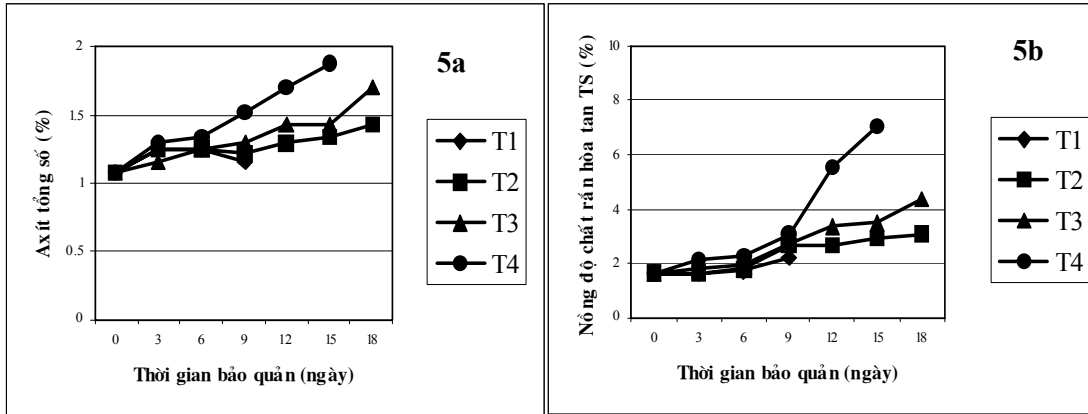 5a
Axít tổng số (%)
2
1.5
1
0.5
0
0 3 6 9 12 15 18
Thời gian bảo quản (ngày)
T1
T2
T3
T4
5b
Nồng độ chất rắn hòa tan TS (%)
10
8
6
4
2
0
0 3 6 9 12 15 18
Thời gian bảo quản (ngày)
T1
T2
T3
T4